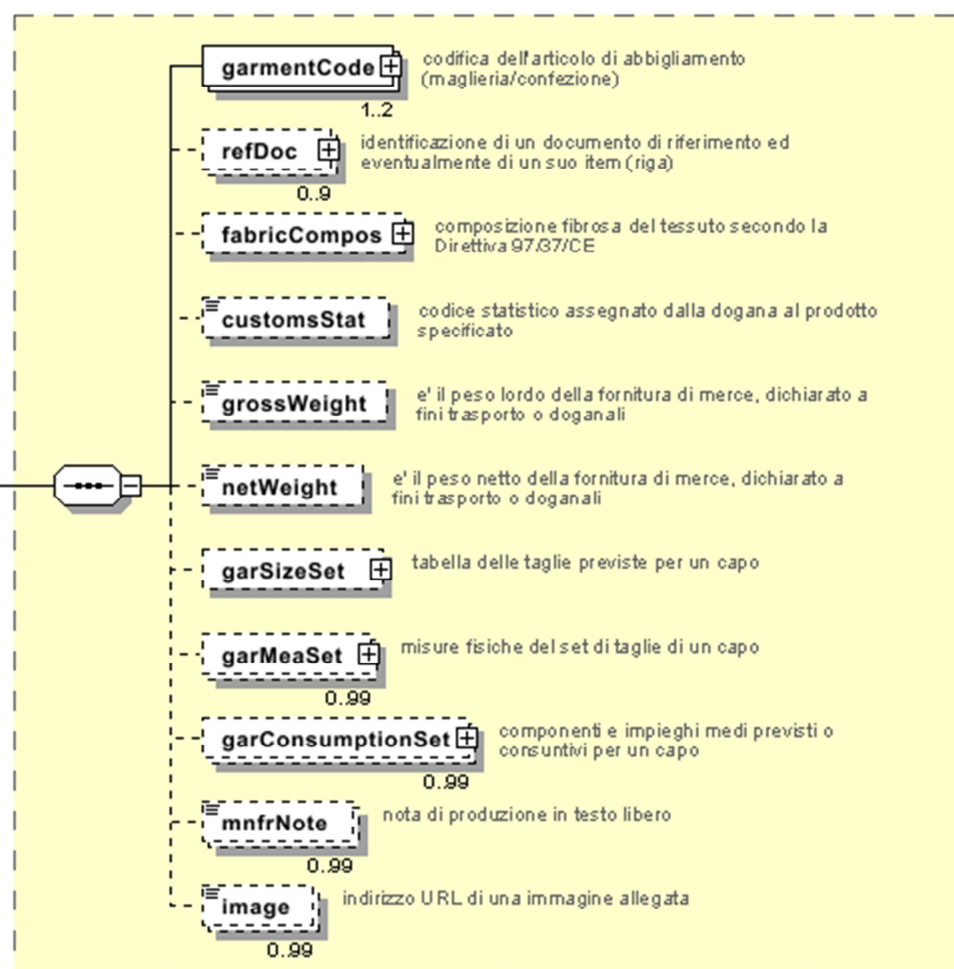 garmentCode
codifica dell'articolo di abbigliamento
(maglieria/confezione)
1..2
refDoc
identificazione di un documento di riferimento ed
eventualmente di un suo item (riga)
0..9
fabricCompos
composizione fibrosa del tessuto secondo la
Direttiva 97/37/CE
customsStat
codice statistico assegnato dalla dogana al prodotto
specificato
grossWeight
e' il peso lordo della fornitura di merce, dichiarato a
fini trasporto o doganali
netWeight
e' il peso netto della fornitura di merce, dichiarato a
fini trasporto o doganali
garSizeSet
tabella delle taglie previste per un capo
garMeaSet
misure fisiche del set di taglie di un capo
0..99
garConsumptionSet
componenti e impieghi medi previsti o
consuntivi per un capo
0..99
mnfrNote
nota di produzione in testo libero
0..99
image
indirizzo URL di una immagine allegata
0..99